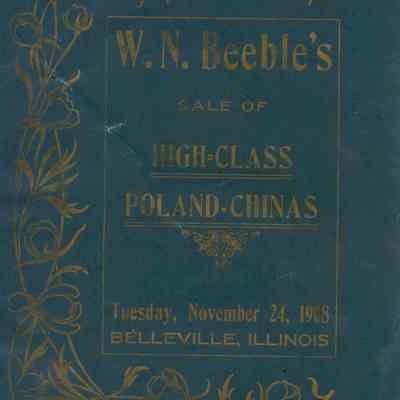 W. N. Beeble's
SALE OF
HIGH-CLASS
POLAND-CHINAS
Tuesday, November 24, 1908
BELLEVILLE, ILLINOIS